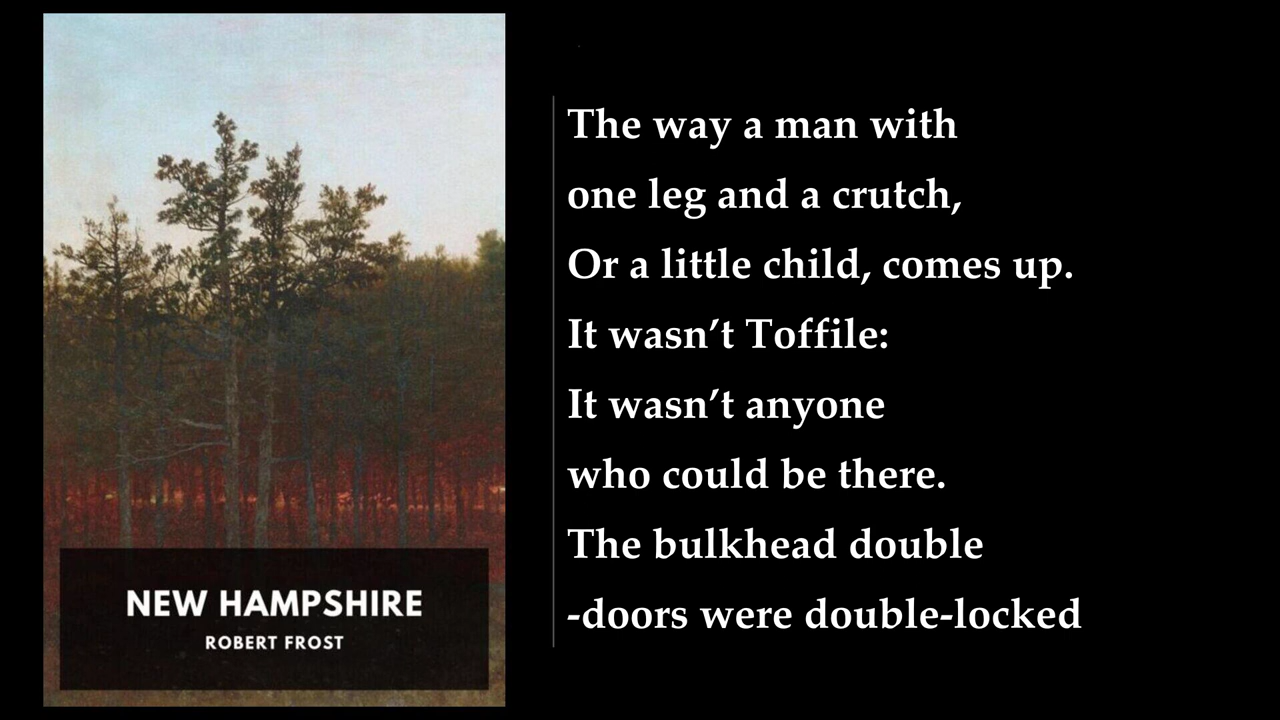 NEW HAMPSHIRE
ROBERT FROST
The way a man with
one leg and a crutch,
Or a little child, comes up.
It wasn’t Toffile:
It wasn’t anyone
who could be there.
The bulkhead double
-doors were double-locked